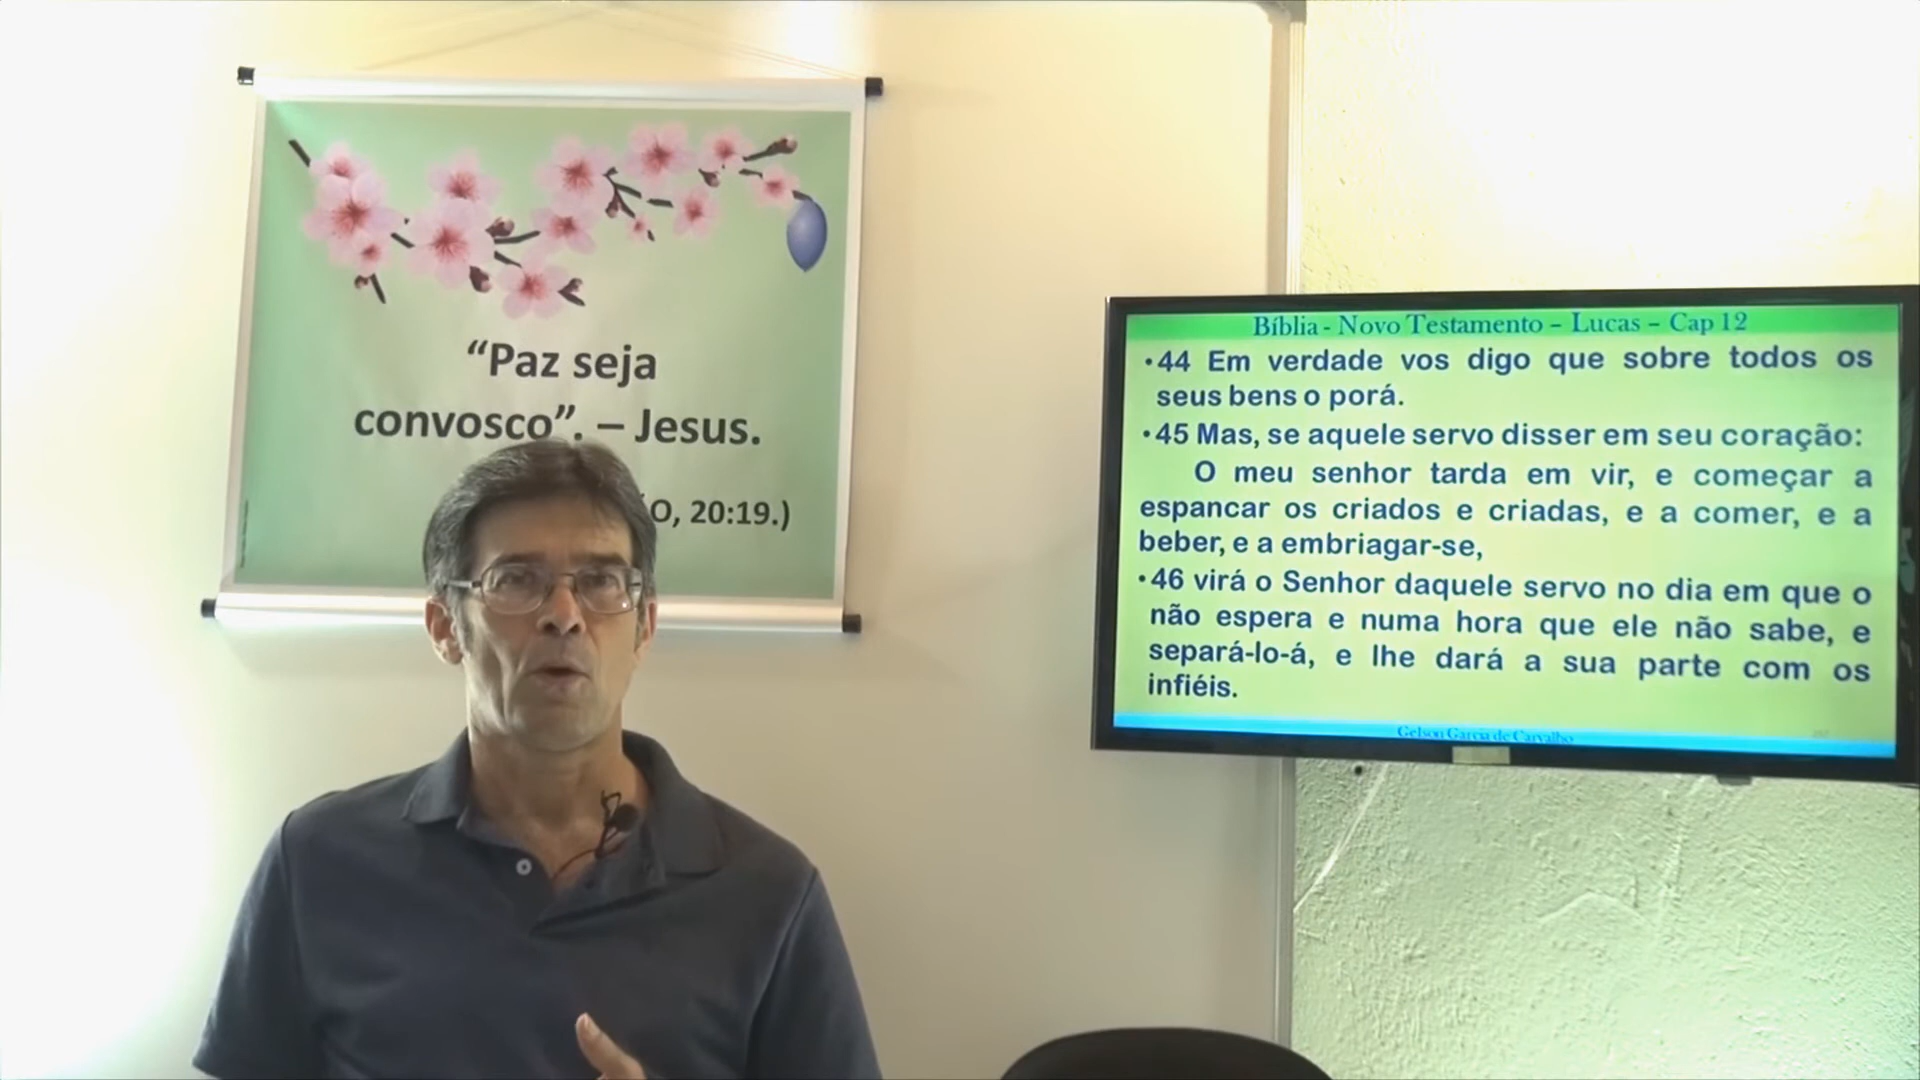 “Paz seja
convosco”. – Jesus.
O, 20:19.)
Bíblia - Novo Testamento – Lucas – Cap 12
•44 Em verdade vos digo que sobre todos os
seus bens o porá.
•45 Mas, se aquele servo disser em seu coração:
O meu senhor tarda em vir, e começar a
espancar os criados e criadas, e a comer, e a
beber, e a embriagar-se,
•46 virá o Senhor daquele servo no dia em que o
não espera e numa hora que ele não sabe, e
separá-lo-á, e lhe dará a sua parte com os
infiéis.
Gelson Garcia de Carvalho